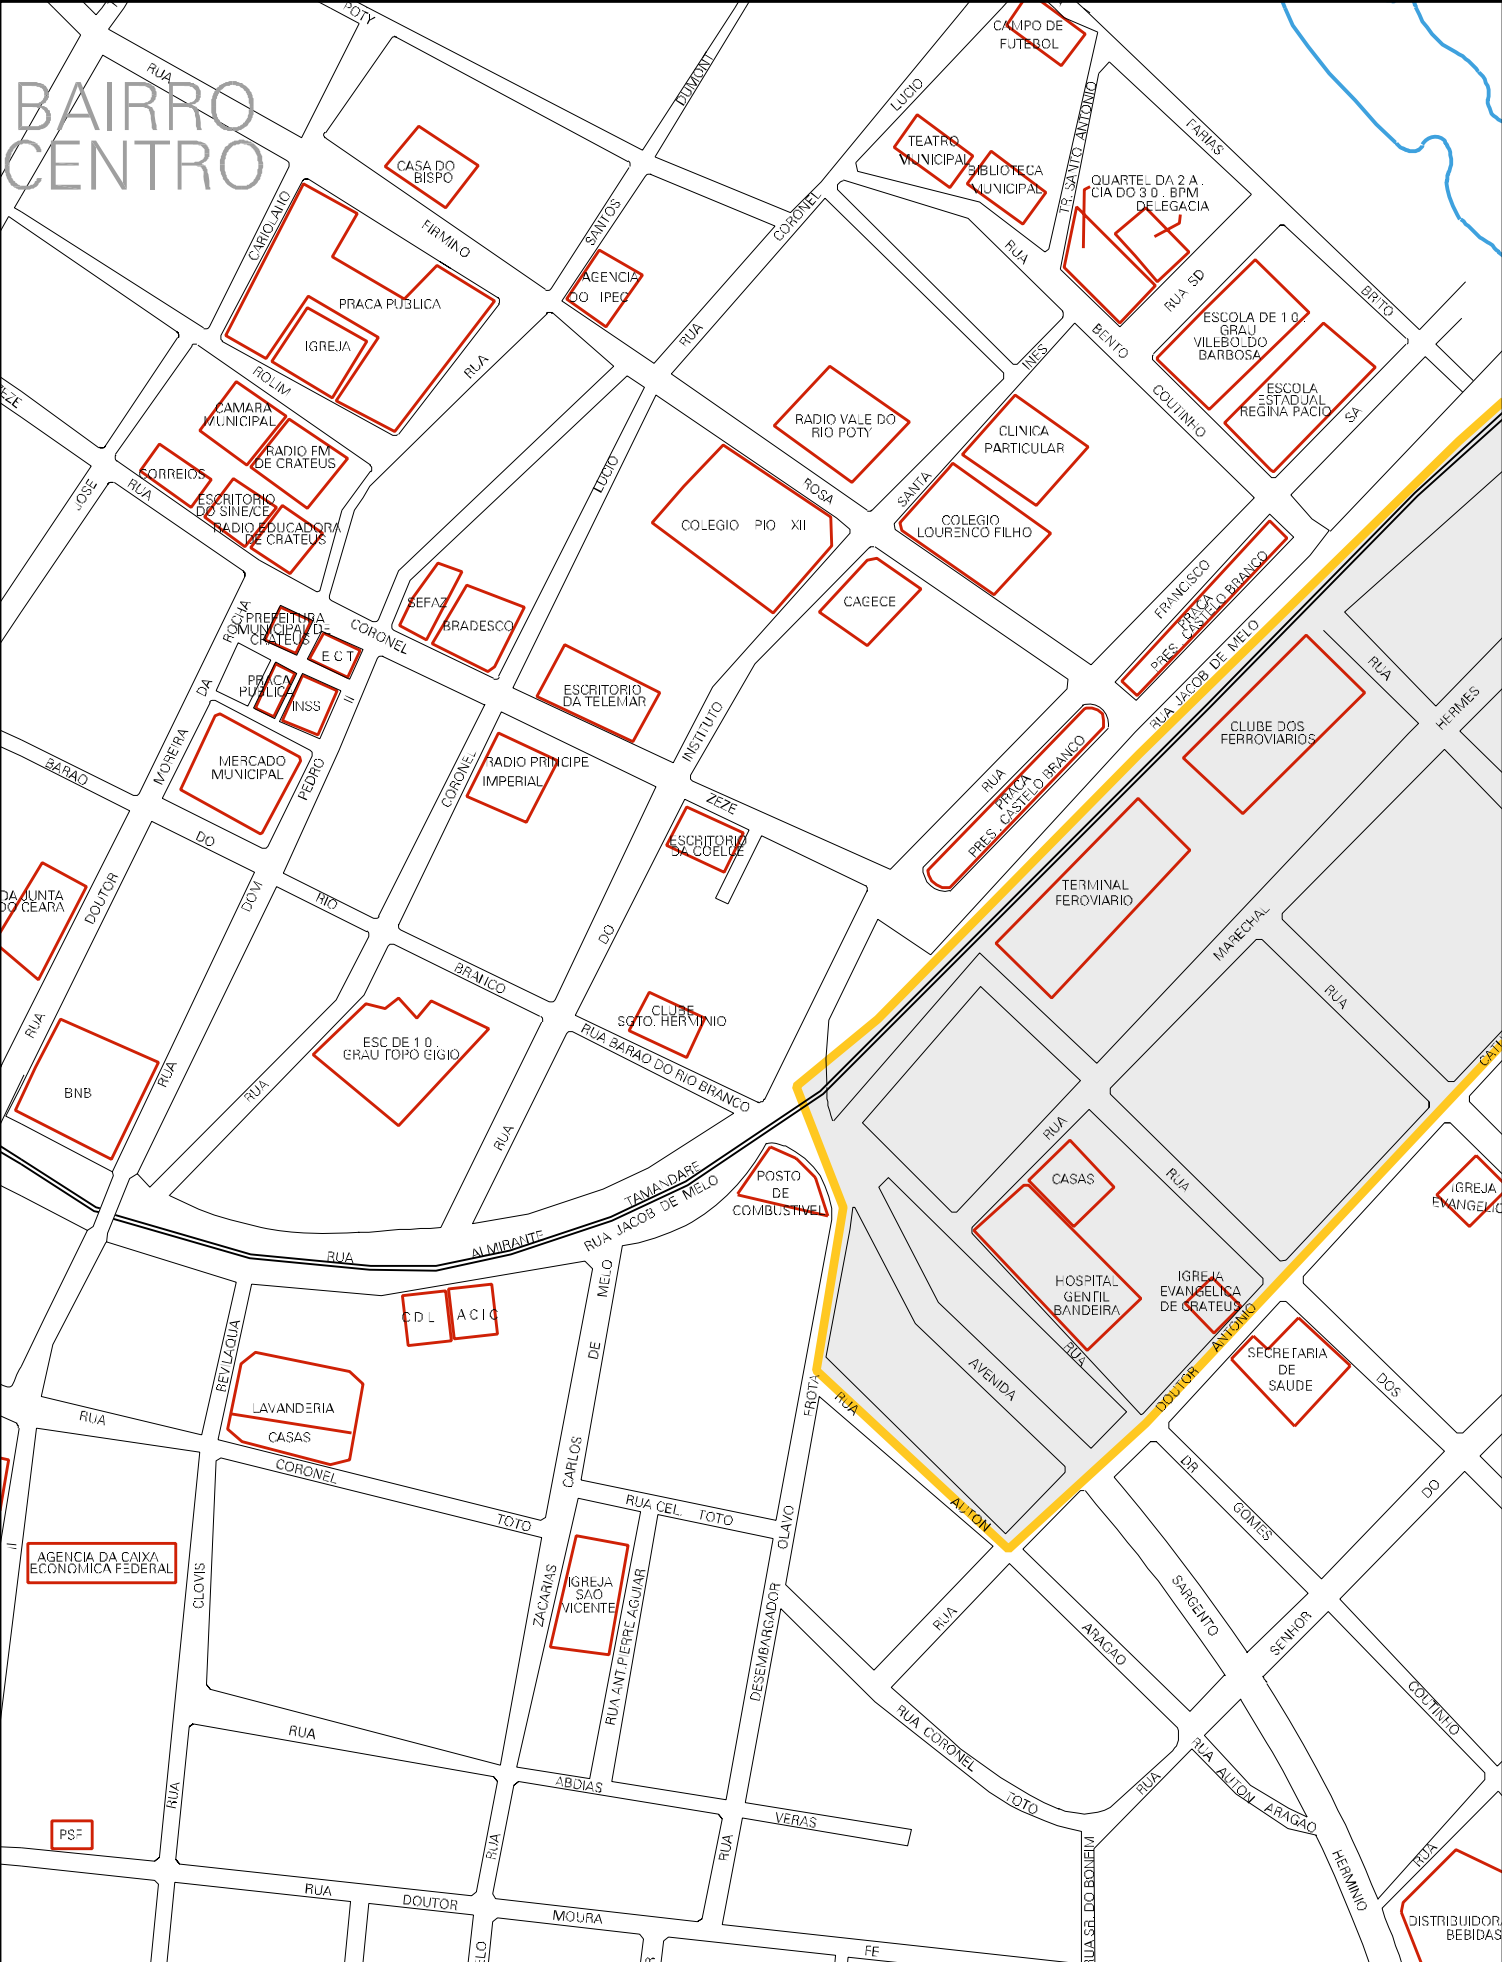 POTY
BAIRRO
CENTRO
RUA
DUMONT
LUCIO
CAMPO DE
FUTEBOL
FARIAS
TEATRO
MUNICIPAL
BIBLIOTECA
MUNICIPAL
TR. SANTO ANTONIO
QUARTEL DA 2 A .
CIA DO 3 0 . BPM
DELEGACIA
CASA DO
BISPO
CARIOLANO
FIRMINO
SANTOS
CORONEL
RUA
RUA SD
BRITO
AGENCIA
DO IPEC
PRACA PUBLICA
IGREJA
ROLIM
RUA
RUA
INES
BENTO
COUTINHO
ESCOLA DE 1 0 .
GRAU
VILEBOLDO
BARBOSA
ESCOLA
ESTADUAL
REGINA PACIO
SA
CAMARA
MUNICIPAL
RADIO FM
DE CRATEUS
CORREIOS
ESCRITORIO
DO SINE/CE
RADIO EDUCADORA
DE CRATEUS
JOSE
RUA
LUCIO
RADIO VALE DO
RIO POTY
ROSA
SANTA
CLINICA
PARTICULAR
COLEGIO PIO XII
COLEGIO
LOURENCO FILHO
CAGECE
FRANCISCO
PRACA
PRES. CASTELO BRANCO
RUA JACOB DE MELO
SEFAZ
BRADESCO
CORONEL
PREFEITURA
MUNICIPAL DE
CRATEUS
E C T
PRACA
PUBLICA
INSS
ROCHA
DA
MOREIRA
II
PEDRO
MERCADO
MUNICIPAL
BARAO
DO
ESCRITORIO
DA TELEMAR
INSTITUTO
RADIO PRINCIPE
IMPERIAL
CORONEL
ZEZE
ESCRITORIO
DA COELCE
RUA
PRACA
PRES . CASTELO BRANCO
CLUBE DOS
FERROVIARIOS
RUA
HERMES
TERMINAL
FEROVIARIO
MARECHAL
RUA
DA JUNTA
DO CEARA
DOUTOR
DOM
RIO
BRANCO
DO
CLUBE
SGTO. HERMINIO
RUA BARAO DO RIO BRANCO
ESC DE 1 0 .
GRAU TOPO GIGIO
RUA
BNB
RUA
RUA
RUA
RUA
ALMIRANTE
TAMANDARE
RUA JACOB DE MELO
POSTO
DE
COMBUSTIVEL
RUA
CASAS
RUA
HOSPITAL
GENTIL
BANDEIRA
IGREJA
EVANGELICA
DE CRATEUS
DOUTOR
ANTONIO
RUA
AVENIDA
SECRETARIA
DE
SAUDE
DOS
CDL
ACIC
BEVILAQUA
LAVANDERIA
CASAS
RUA
CORONEL
TOTO
MELO
DE
CARLOS
ZACARIAS
FROTA
RUA
AUTON
RUA CEL. TOTO
OLAVO
DESEMBARGADOR
DR
GOMES
DO
SENHOR
SARGENTO
AGENCIA DA CAIXA
ECONOMICA FEDERAL
II
CLOVIS
IGREJA
SAO
VICENTE
RUA ANT.PIERRE AGUIAR
RUA
ARAGAO
COUTINHO
RUA CORONEL
TOTO
RUA
RUA
AUTON ARAGAO
RUA
ABDIAS
VERAS
PSF
RUA
RUA
RUA
HERMINIO
RUA
RUA SR. DO BONFIM
RUA
DOUTOR
MOURA
FE
DISTRIBUIDORA
BEBIDAS